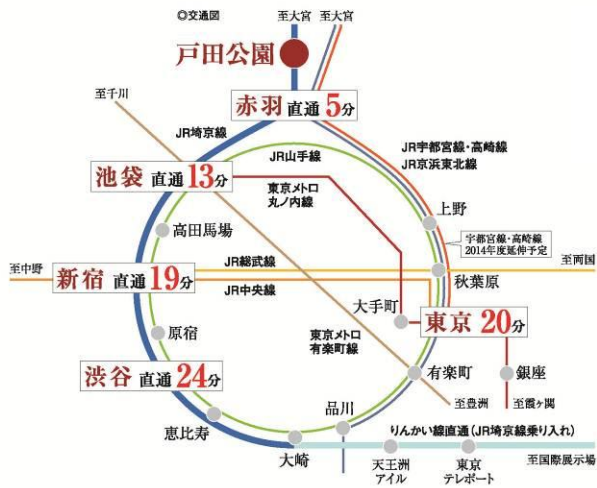 ◎交通図
至大宮
至大宮
戸田公園
至千川
赤羽 直通5分
JR埼京線
JR山手線
JR宇都宮線・高崎線
JR京浜東北線
池袋 直通13分
東京メトロ
丸ノ内線
上野
高田馬場
宇都宮線・高崎線
2014年度延伸予定
至中野
JR総武線
至両国
新宿 直通19分
JR中央線
秋葉原
大手町
東京 20分
原宿
東京メトロ
有楽町線
渋谷 直通24分
有楽町
銀座
至豊洲
至霞ヶ関
恵比寿
品川
大崎
りんかい線直通(JR埼京線乗り入れ)
天王洲
アイル
東京
テレポート
至国際展示場